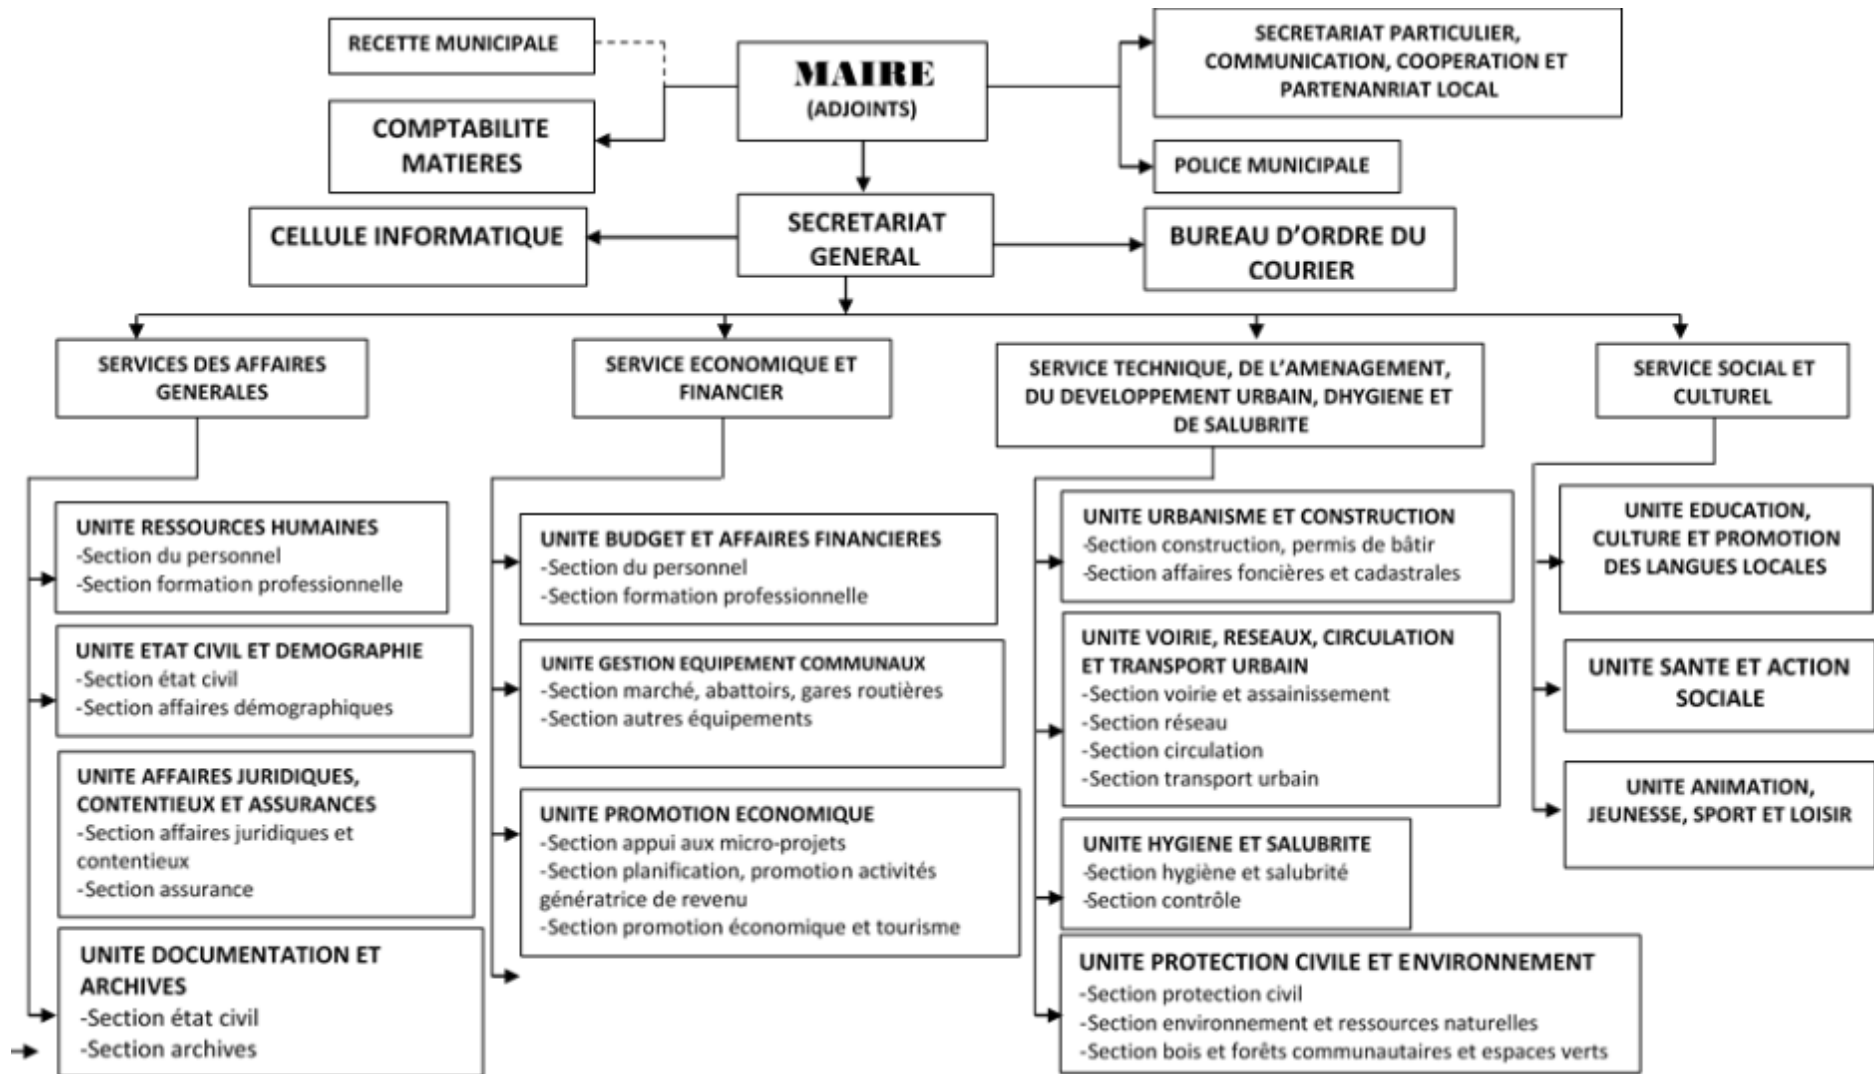 RECETTE MUNICIPALE
MAIRE
(ADJOINTS)
SECRETARIAT PARTICULIER,
COMMUNICATION, COOPERATION ET
PARTENANRIAT LOCAL
COMPTABILITE
MATIERES
POLICE MUNICIPALE
CELLULE INFORMATIQUE
SECRETARIAT
GENERAL
BUREAU D'ORDRE DU
COURIER
SERVICES DES AFFAIRES
GENERALES
SERVICE ECONOMIQUE ET
FINANCIER
SERVICE TECHNIQUE, DE L'AMENAGEMENT,
DU DEVELOPPEMENT URBAIN, DHYGIENE ET
DE SALUBRITE
SERVICE SOCIAL ET
CULTUREL
UNITE RESSOURCES HUMAINES
-Section du personnel
-Section formation professionnelle
UNITE ETAT CIVIL ET DEMOGRAPHIE
-Section état civil
-Section affaires démographiques
UNITE AFFAIRES JURIDIQUES,
CONTENTIEUX ET ASSURANCES
-Section affaires juridiques et
contentieux
-Section assurance
UNITE DOCUMENTATION ET
ARCHIVES
-Section état civil
-Section archives
UNITE BUDGET ET AFFAIRES FINANCIERES
-Section du personnel
-Section formation professionnelle
UNITE GESTION EQUIPEMENT COMMUNAUX
-Section marché, abattoirs, gares routières
-Section autres équipements
UNITE PROMOTION ECONOMIQUE
-Section appui aux micro-projets
-Section planification, promotion activités
génératrice de revenu
-Section promotion économique et tourisme
UNITE URBANISME ET CONSTRUCTION
-Section construction, permis de bâtir
-Section affaires foncières et cadastrales
UNITE VOIRIE, RESEAUX, CIRCULATION
ET TRANSPORT URBAIN
-Section voirie et assainissement
-Section réseau
-Section circulation
-Section transport urbain
UNITE HYGIENE ET SALUBRITE
-Section hygiène et salubrité
-Section contrôle
UNITE PROTECTION CIVILE ET ENVIRONNEMENT
-Section protection civil
-Section environnement et ressources naturelles
-Section bois et forêts communautaires et espaces verts
UNITE EDUCATION,
CULTURE ET PROMOTION
DES LANGUES LOCALES
UNITE SANTE ET ACTION
SOCIALE
UNITE ANIMATION,
JEUNESSE, SPORT ET LOISIR